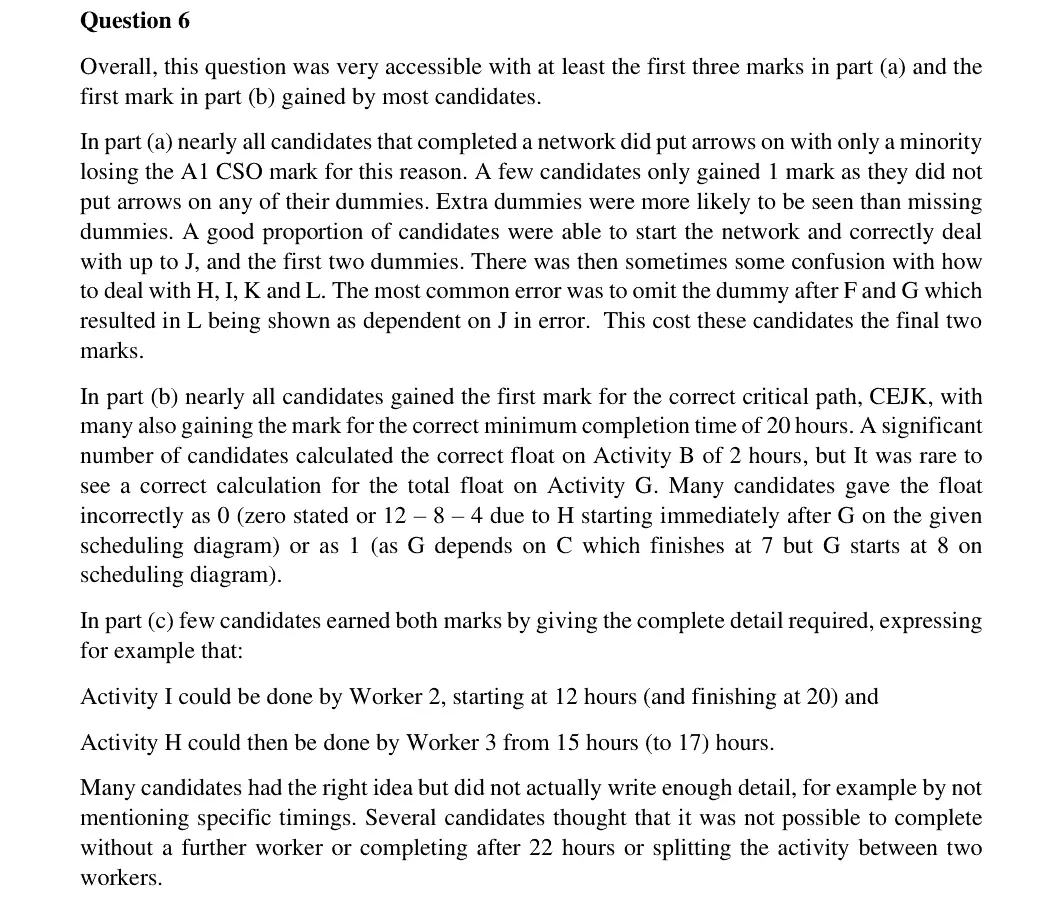 Question 6
Overall, this question was very accessible with at least the first three marks in part (a) and the
first mark in part (b) gained by most candidates.
In part (a) nearly all candidates that completed a network did put arrows on with only a minority
losing the A1 CSO mark for this reason. A few candidates only gained 1 mark as they did not
put arrows on any of their dummies. Extra dummies were more likely to be seen than missing
dummies. A good proportion of candidates were able to start the network and correctly deal
with up to J, and the first two dummies. There was then sometimes some confusion with how
to deal with H, I, K and L. The most common error was to omit the dummy after F and G which
resulted in L being shown as dependent on J in error.  This cost these candidates the final two
marks.
In part (b) nearly all candidates gained the first mark for the correct critical path, CEJK, with
many also gaining the mark for the correct minimum completion time of 20 hours. A significant
number of candidates calculated the correct float on Activity B of 2 hours, but It was rare to
see a correct calculation for the total float on Activity G. Many candidates gave the float
incorrectly as 0 (zero stated or 12 – 8 – 4 due to H starting immediately after G on the given
scheduling diagram) or as 1 (as G depends on C which finishes at 7 but G starts at 8 on
scheduling diagram).
In part (c) few candidates earned both marks by giving the complete detail required, expressing
for example that:
Activity I could be done by Worker 2, starting at 12 hours (and finishing at 20) and
Activity H could then be done by Worker 3 from 15 hours (to 17) hours.
Many candidates had the right idea but did not actually write enough detail, for example by not
mentioning specific timings. Several candidates thought that it was not possible to complete
without a further worker or completing after 22 hours or splitting the activity between two
workers.